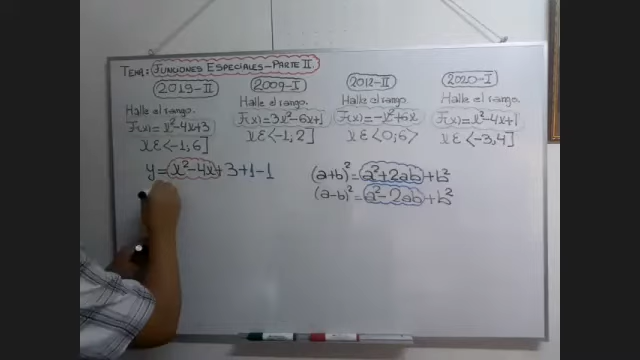 TEMA: FUNCIONES ESPECIALES-PARTE II
2019-II
Halle el rango.
F(x)=x²-4x+3
x∈<-1,6]
2009-I
Halle el rango.
F(x)=3x²-6x+1
x∈<-1,2]
2012-II
Halle el rango.
F(x)=-x²+6x
x∈<0;6>
2020-I
Halle el rango.
F(x)=x²-4x+1
x∈<-3,4]
y=x²-4x+3+1-1
(a+b)²=a²+2ab+b²
(a-b)²=a²-2ab+b²